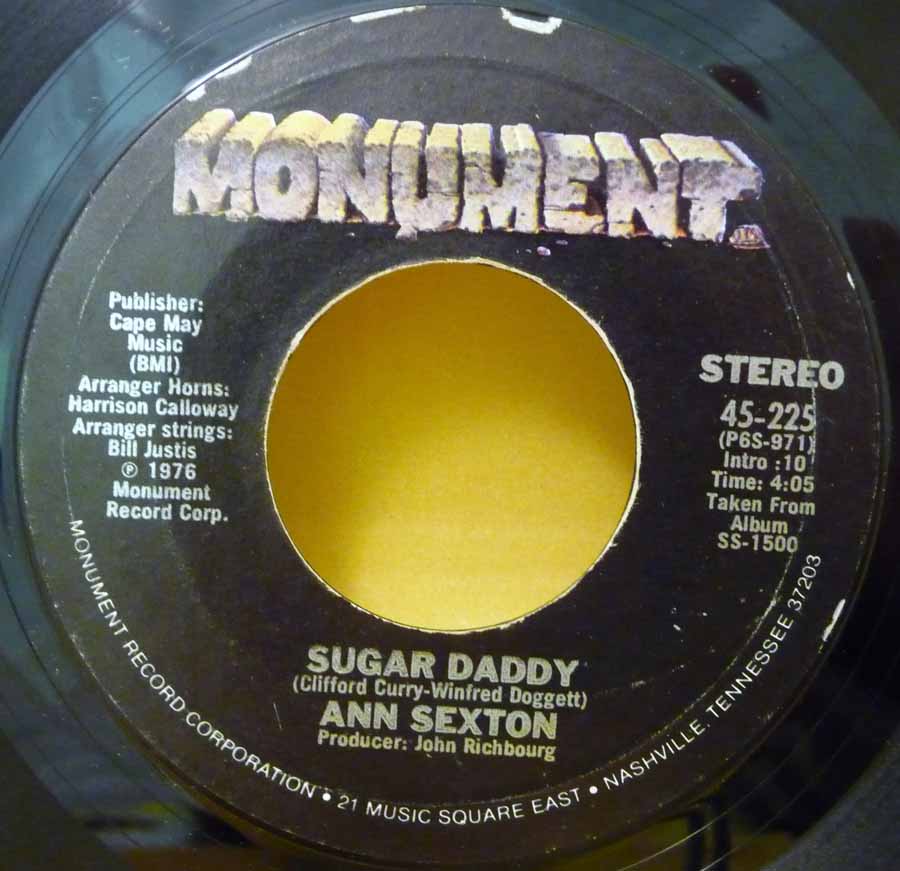 MONUMENT
Publisher:
Cape May
Music
(BMI)
Arranger Horns:
Harrison Calloway
Arranger strings:
Bill Justis
℗ 1976
Monument
Record Corp.
STEREO
45-225
(P6S-971)
Intro :10
Time: 4:05
Taken From
Album
SS-1500
SUGAR DADDY
(Clifford Curry-Winfred Doggett)
ANN SEXTON
Producer: John Richbourg
MONUMENT RECORD CORPORATION • 21 MUSIC SQUARE EAST • NASHVILLE, TENNESSEE 37203